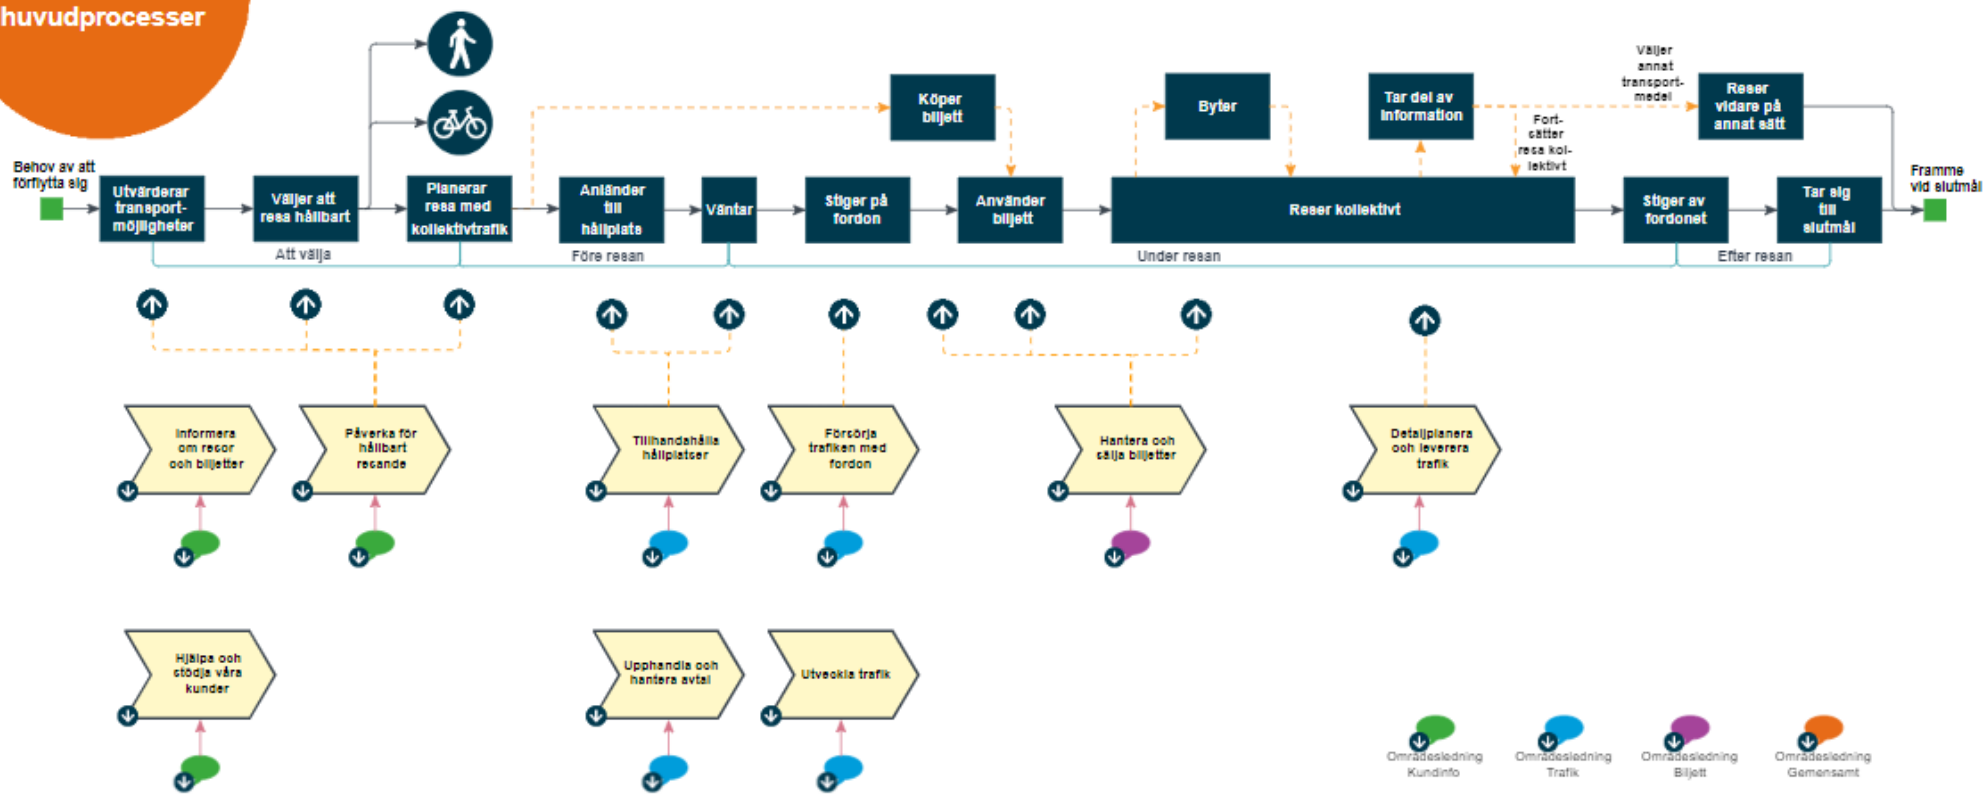 huvudprocesser
Behov av att
förflytta sig
Utvärderar
transport-
möjligheter
Väljer att
resa hållbart
Planerar
resa med
kollektivtrafik
Anländer
till
hållplats
Väntar
Stiger på
fordon
Köper
biljett
Använder
biljett
Byter
Reser kollektivt
Tar del av
information
Fort-
sätter
resa kol-
lektivt
Väljer
annat
transport-
medel
Reser
vidare på
annat sätt
Stiger av
fordonet
Tar sig
till
slutmål
Framme
vid slutmål
Att välja
Före resan
Under resan
Efter resan
Informera
om resor
och biljetter
Påverka för
hållbart
resande
Tillhandahålla
hållplatser
Försörja
trafiken med
fordon
Hantera och
sälja biljetter
Detaljplanera
och leverera
trafik
Hjälpa och
stödja våra
kunder
Upphandla och
hantera avtal
Utveckla trafik
Områdesledning
Kundinfo
Områdesledning
Trafik
Områdesledning
Biljett
Områdesledning
Gemensamt